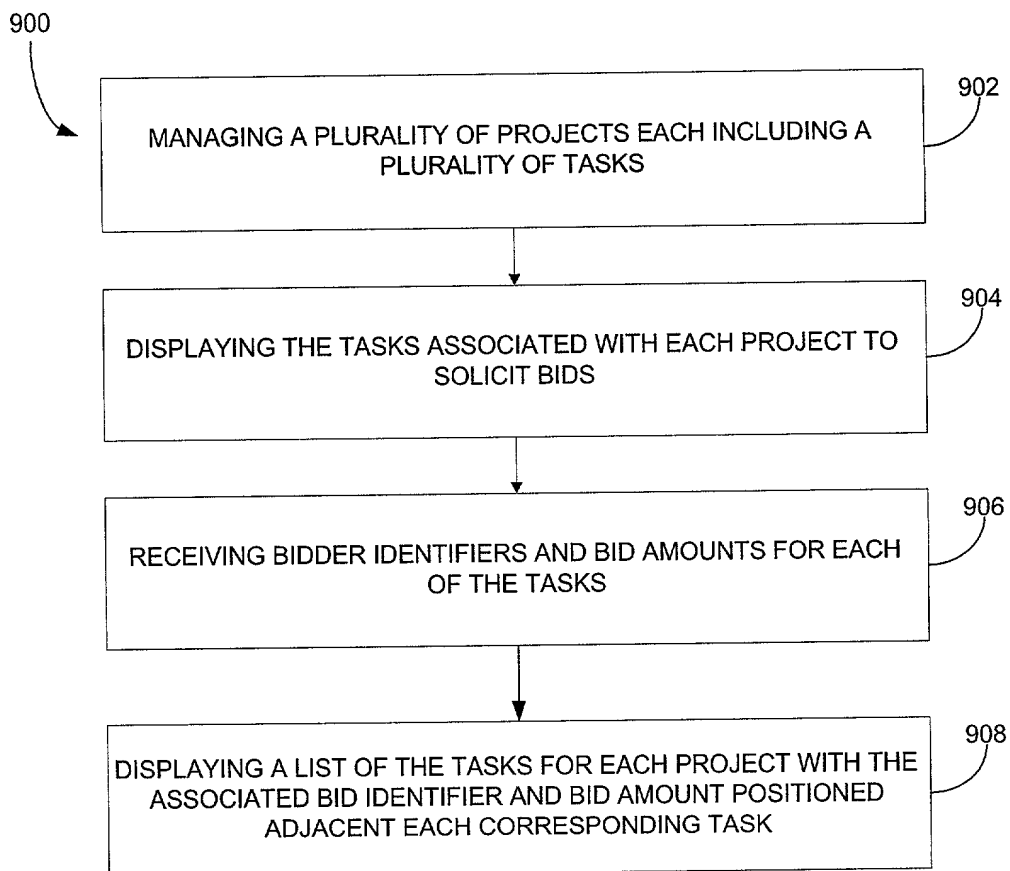 900
902
MANAGING A PLURALITY OF PROJECTS EACH INCLUDING A
PLURALITY OF TASKS
904
DISPLAYING THE TASKS ASSOCIATED WITH EACH PROJECT TO
SOLICIT BIDS
906
RECEIVING BIDDER IDENTIFIERS AND BID AMOUNTS FOR EACH
OF THE TASKS
908
DISPLAYING A LIST OF THE TASKS FOR EACH PROJECT WITH THE
ASSOCIATED BID IDENTIFIER AND BID AMOUNT POSITIONED
ADJACENT EACH CORRESPONDING TASK